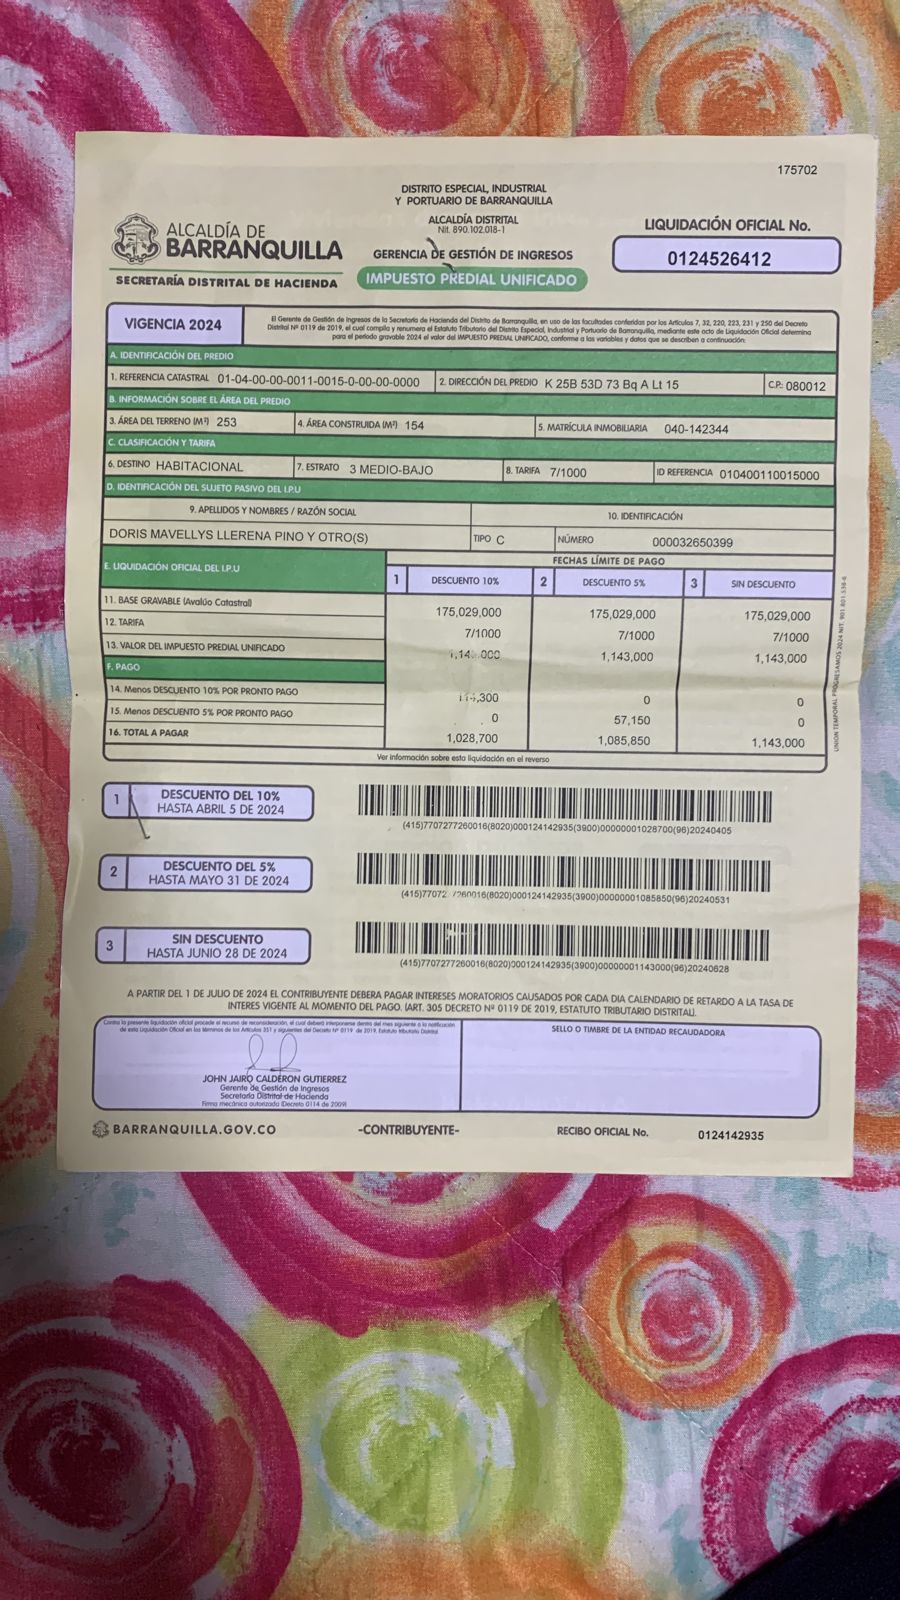 175702
DISTRITO ESPECIAL, INDUSTRIAL
Y PORTUARIO DE BARRANQUILLA
ALCALDÍA DISTRITAL
Nit. 890.102.018-1
GERENCIA DE GESTIÓN DE INGRESOS
IMPUESTO PREDIAL UNIFICADO
ALCALDÍA DE
BARRANQUILLA
SECRETARÍA DISTRITAL DE HACIENDA
LIQUIDACIÓN OFICIAL No.
0124526412
VIGENCIA 2024
El Gerente de Gestión de Ingresos de la Secretaría de Hacienda del Distrito de Barranquilla, en uso de las facultades conferidas por los Artículos 7, 32, 220, 223, 231 y 250 del Decreto
Distrital Nº 0119 de 2019, el cual compila y renumera el Estatuto Tributario del Distrito Especial, Industrial y Portuario de Barranquilla, mediante este acto de Liquidación Oficial determina
para el período gravable 2024 el valor del IMPUESTO PREDIAL UNIFICADO, conforme a las variables y datos que se describen a continuación:
A. IDENTIFICACIÓN DEL PREDIO
1. REFERENCIA CATASTRAL 01-04-00-00-0011-0015-0-00-00-0000 2. DIRECCIÓN DEL PREDIO K 25B 53D 73 Bq A Lt 15 C.P.: 080012
B. INFORMACIÓN SOBRE EL ÁREA DEL PREDIO
3. ÁREA DEL TERRENO (M²) 253 4. ÁREA CONSTRUIDA (M²) 154 5. MATRÍCULA INMOBILIARIA 040-142344
C. CLASIFICACIÓN Y TARIFA
6. DESTINO HABITACIONAL 7. ESTRATO 3 MEDIO-BAJO 8. TARIFA 7/1000 ID REFERENCIA 010400110015000
D. IDENTIFICACIÓN DEL SUJETO PASIVO DEL I.P.U
9. APELLIDOS Y NOMBRES / RAZÓN SOCIAL 10. IDENTIFICACIÓN
DORIS MAVELLYS LLERENA PINO Y OTRO(S) TIPO C NÚMERO 000032650399
E. LIQUIDACIÓN OFICIAL DEL I.P.U FECHAS LÍMITE DE PAGO
1 DESCUENTO 10% 2 DESCUENTO 5% 3 SIN DESCUENTO
11. BASE GRAVABLE (Avalúo Catastral) 175,029,000 175,029,000 175,029,000
12. TARIFA 7/1000 7/1000 7/1000
13. VALOR DEL IMPUESTO PREDIAL UNIFICADO 1,143,000 1,143,000
F. PAGO
14. Menos DESCUENTO 10% POR PRONTO PAGO 114,300 0 0
15. Menos DESCUENTO 5% POR PRONTO PAGO 0 57,150 0
16. TOTAL A PAGAR 1,028,700 1,085,850 1,143,000
Ver información sobre esta liquidación en el reverso
UNION TEMPORAL PROGRESAMOS 2024 NIT. 901.801.538-6
1 DESCUENTO DEL 10%
HASTA ABRIL 5 DE 2024
(415)7707277260016(8020)000124142935(3900)00000001028700(96)20240405
2 DESCUENTO DEL 5%
HASTA MAYO 31 DE 2024
(415)77072 7260016(8020)000124142935(3900)00000001085850(96)20240531
3 SIN DESCUENTO
HASTA JUNIO 28 DE 2024
(415)7707277260016(8020)000124142935(3900)00000001143000(96)20240628
A PARTIR DEL 1 DE JULIO DE 2024 EL CONTRIBUYENTE DEBERA PAGAR INTERESES MORATORIOS CAUSADOS POR CADA DIA CALENDARIO DE RETARDO A LA TASA DE
INTERES VIGENTE AL MOMENTO DEL PAGO. (ART. 305 DECRETO Nº 0119 DE 2019, ESTATUTO TRIBUTARIO DISTRITAL).
Contra la presente liquidación oficial procede el recurso de reconsideración, el cual deberá interponerse dentro del mes siguiente a la notificación
de esta Liquidación Oficial en los términos de los Artículos 351 y siguientes del Decreto Nº 0119 de 2019, Estatuto Tributario Distrital.
JOHN JAIRO CALDERON GUTIERREZ
Gerente de Gestión de Ingresos
Secretaría Distrital de Hacienda
Firma mecánica autorizada (Decreto 0114 de 2009)
SELLO O TIMBRE DE LA ENTIDAD RECAUDADORA
BARRANQUILLA.GOV.CO -CONTRIBUYENTE- RECIBO OFICIAL No. 0124142935